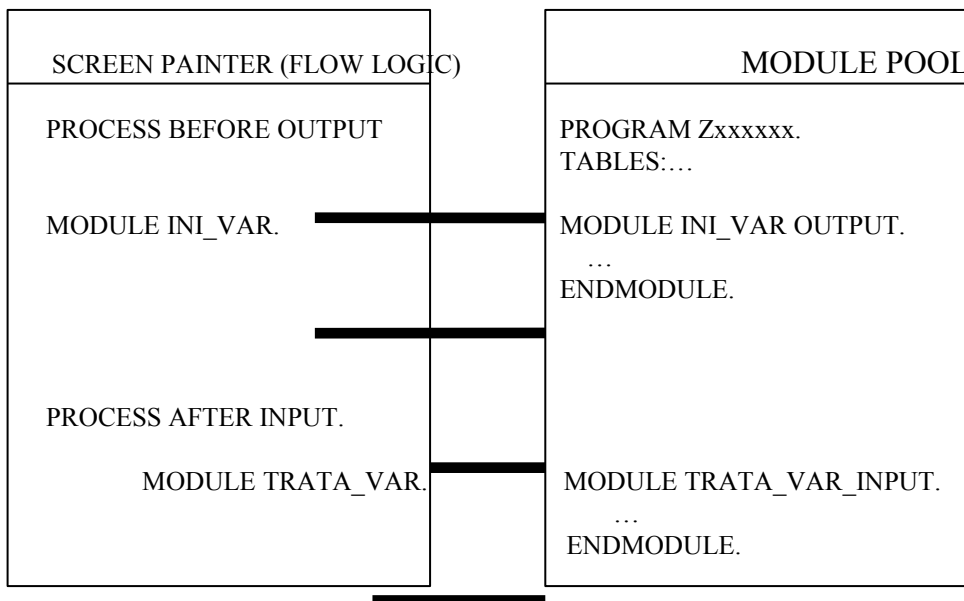 SCREEN PAINTER (FLOW LOGIC)
PROCESS BEFORE OUTPUT
MODULE INI_VAR.
PROCESS AFTER INPUT.
MODULE TRATA_VAR.
MODULE POOL
PROGRAM Zxxxxxx.
TABLES:…
MODULE INI_VAR OUTPUT.
…
ENDMODULE.
MODULE TRATA_VAR_INPUT.
…
ENDMODULE.